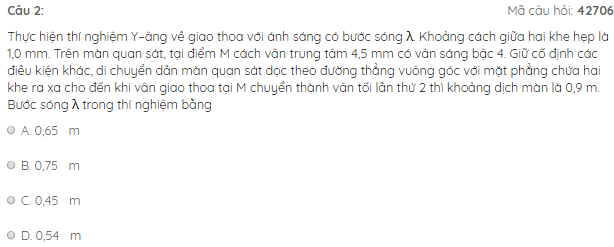 Câu 2:
Mã câu hỏi: 42706
Thực hiện thí nghiệm Y–âng về giao thoa với ánh sáng có bước sóng λ. Khoảng cách giữa hai khe hẹp là
1,0 mm. Trên màn quan sát, tại điểm M cách vân trung tâm 4,5 mm có vân sáng bậc 4. Giữ cố định các
điều kiện khác, di chuyển dần màn quan sát dọc theo đường thẳng vuông góc với mặt phẳng chứa hai
khe ra xa cho đến khi vân giao thoa tại M chuyển thành vân tối lần thứ 2 thì khoảng dịch màn là 0,9 m.
Bước sóng λ trong thí nghiệm bằng
A. 0,65 m
B. 0,75 m
C. 0,45 m
D. 0,54 m